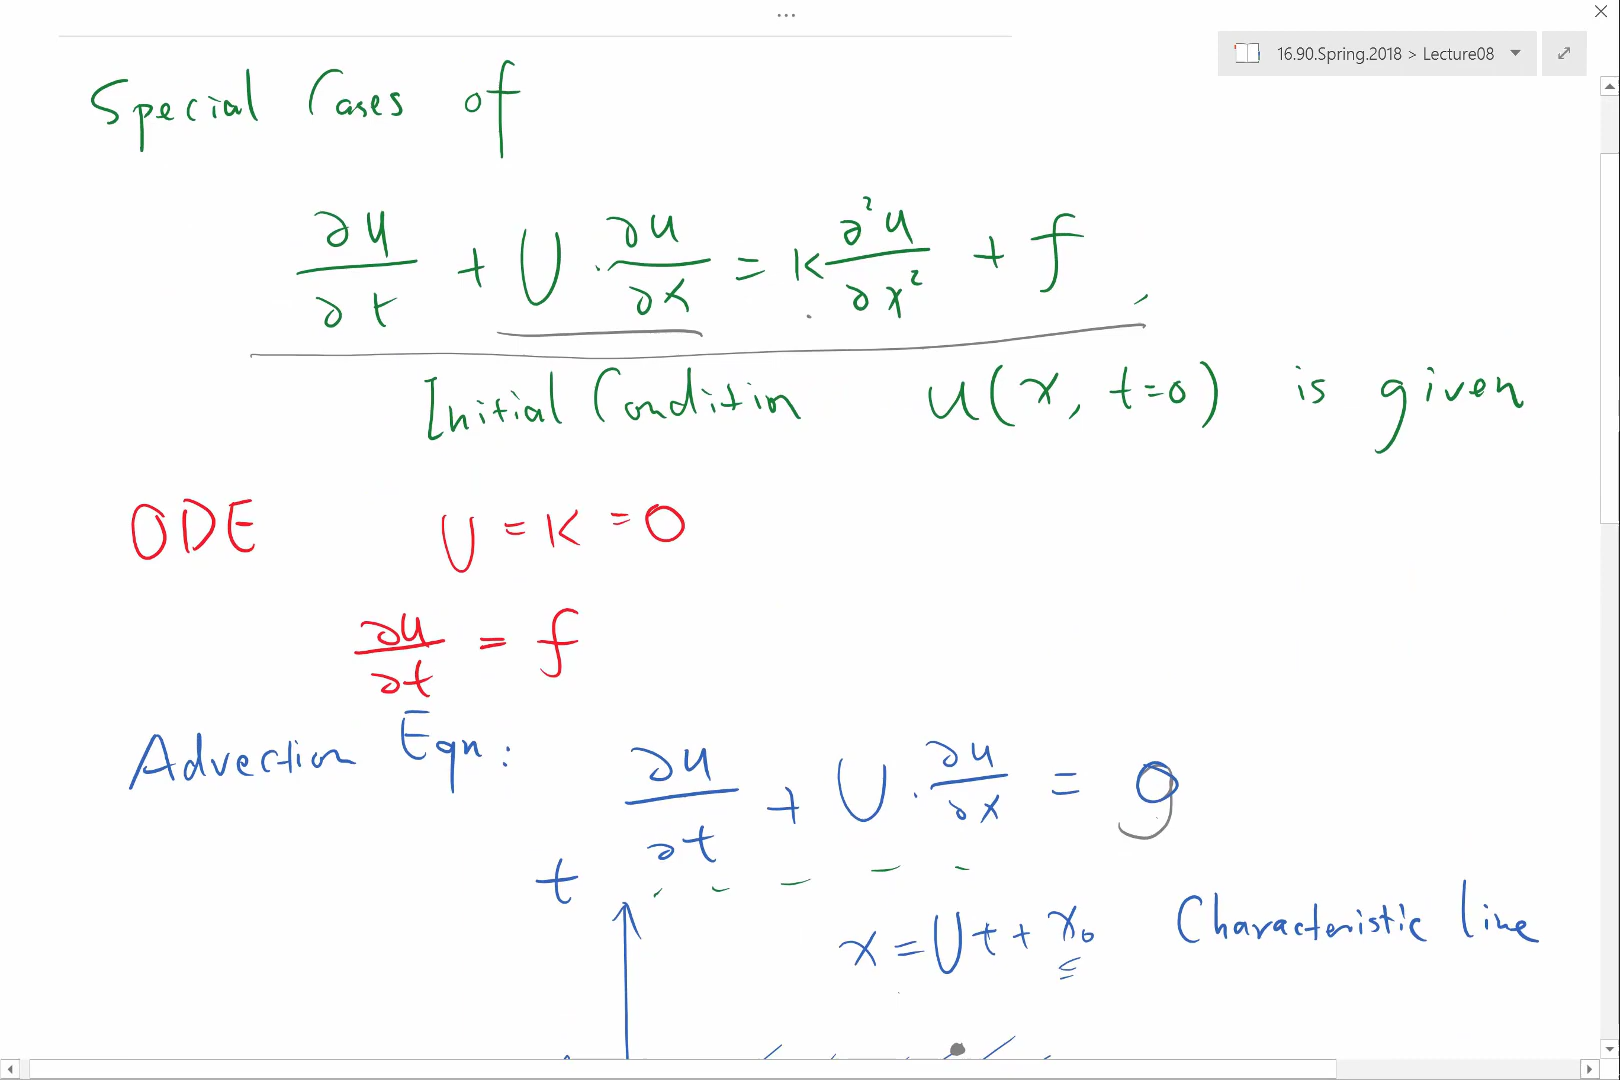 16.90.Spring.2018 > Lecture08
Special Cases of
∂u/∂t + U · ∂u/∂x = κ ∂²u/∂x² + f
Initial Condition u(x, t=0) is given
ODE U = κ = 0
∂u/∂t = f
Advection Eqn: ∂u/∂t + U · ∂u/∂x = 0
t
x = Ut + x₀ Characteristic line